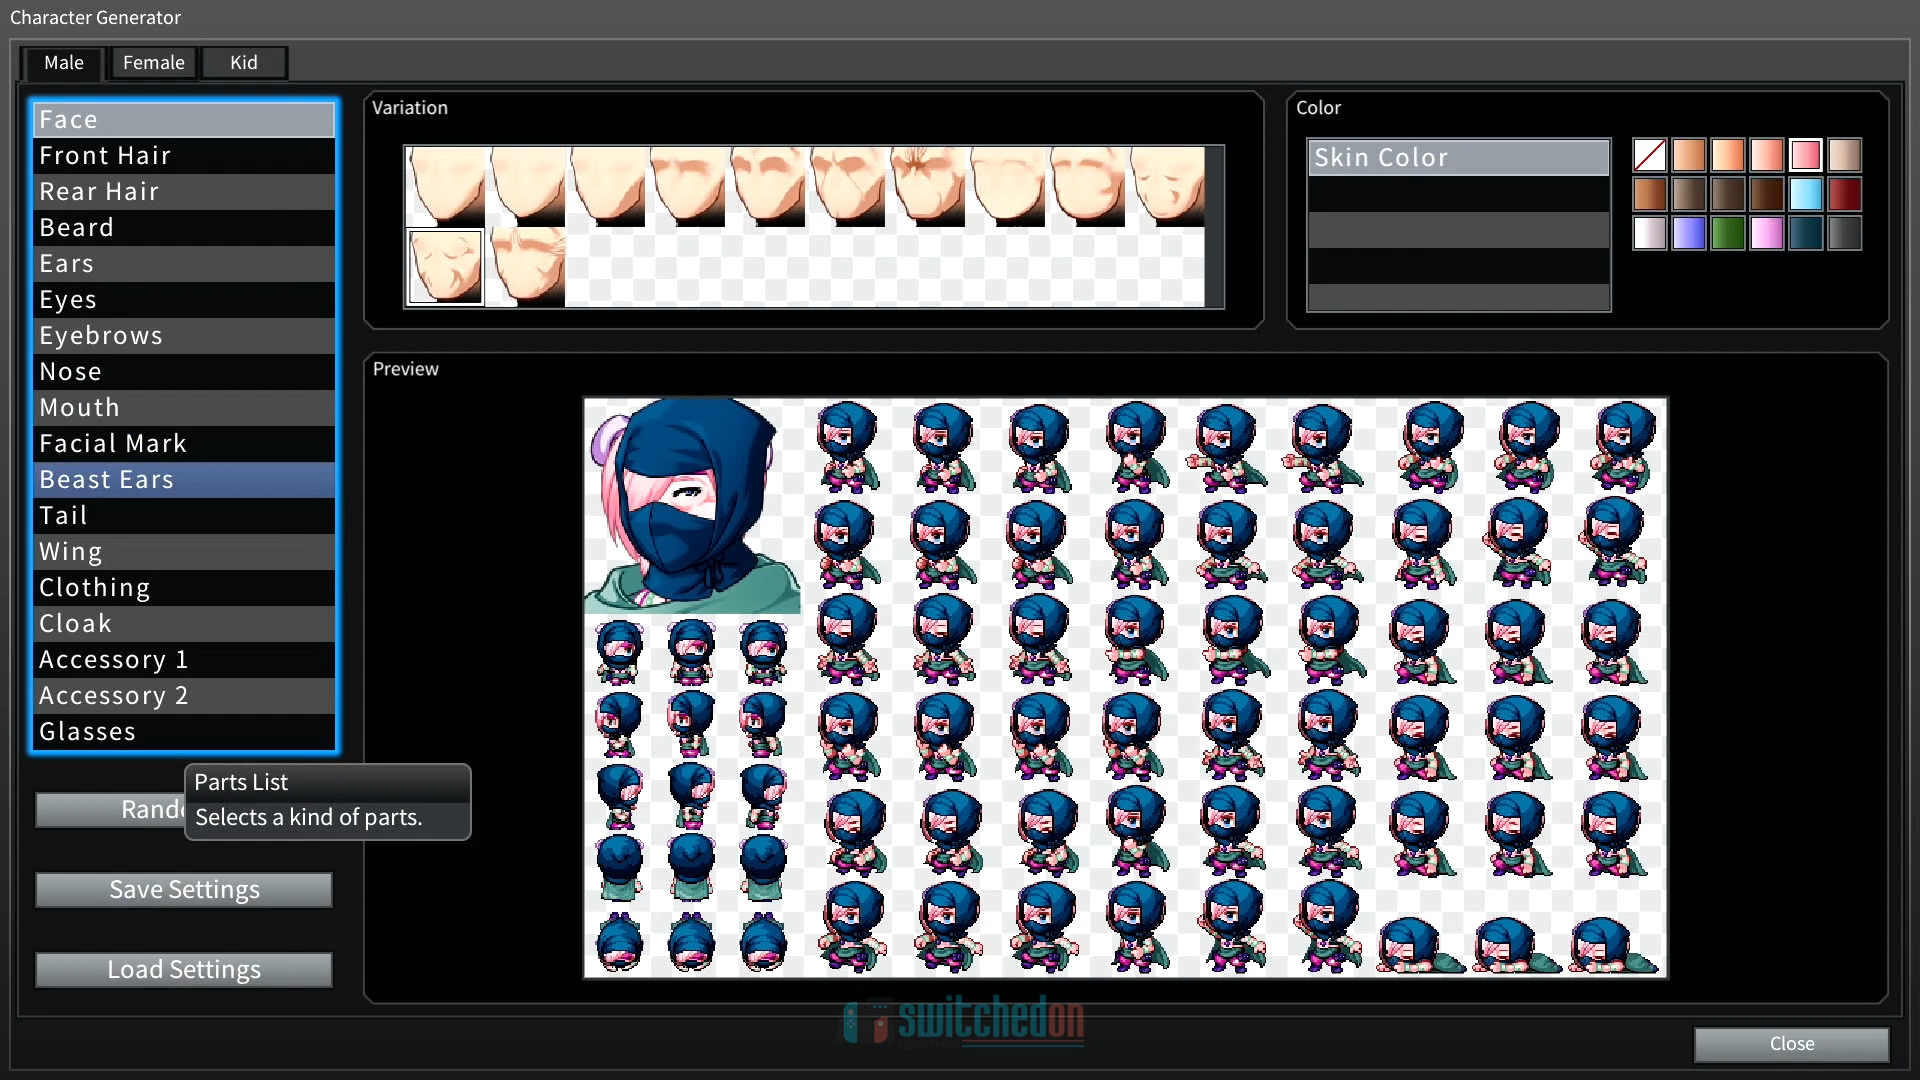 Character Generator
Male
Female
Kid
Face
Front Hair
Rear Hair
Beard
Ears
Eyes
Eyebrows
Nose
Mouth
Facial Mark
Beast Ears
Tail
Wing
Clothing
Cloak
Accessory 1
Accessory 2
Glasses
Rando
Parts List
Selects a kind of parts.
Save Settings
Load Settings
Variation
Color
Skin Color
Preview
switchedon
Close